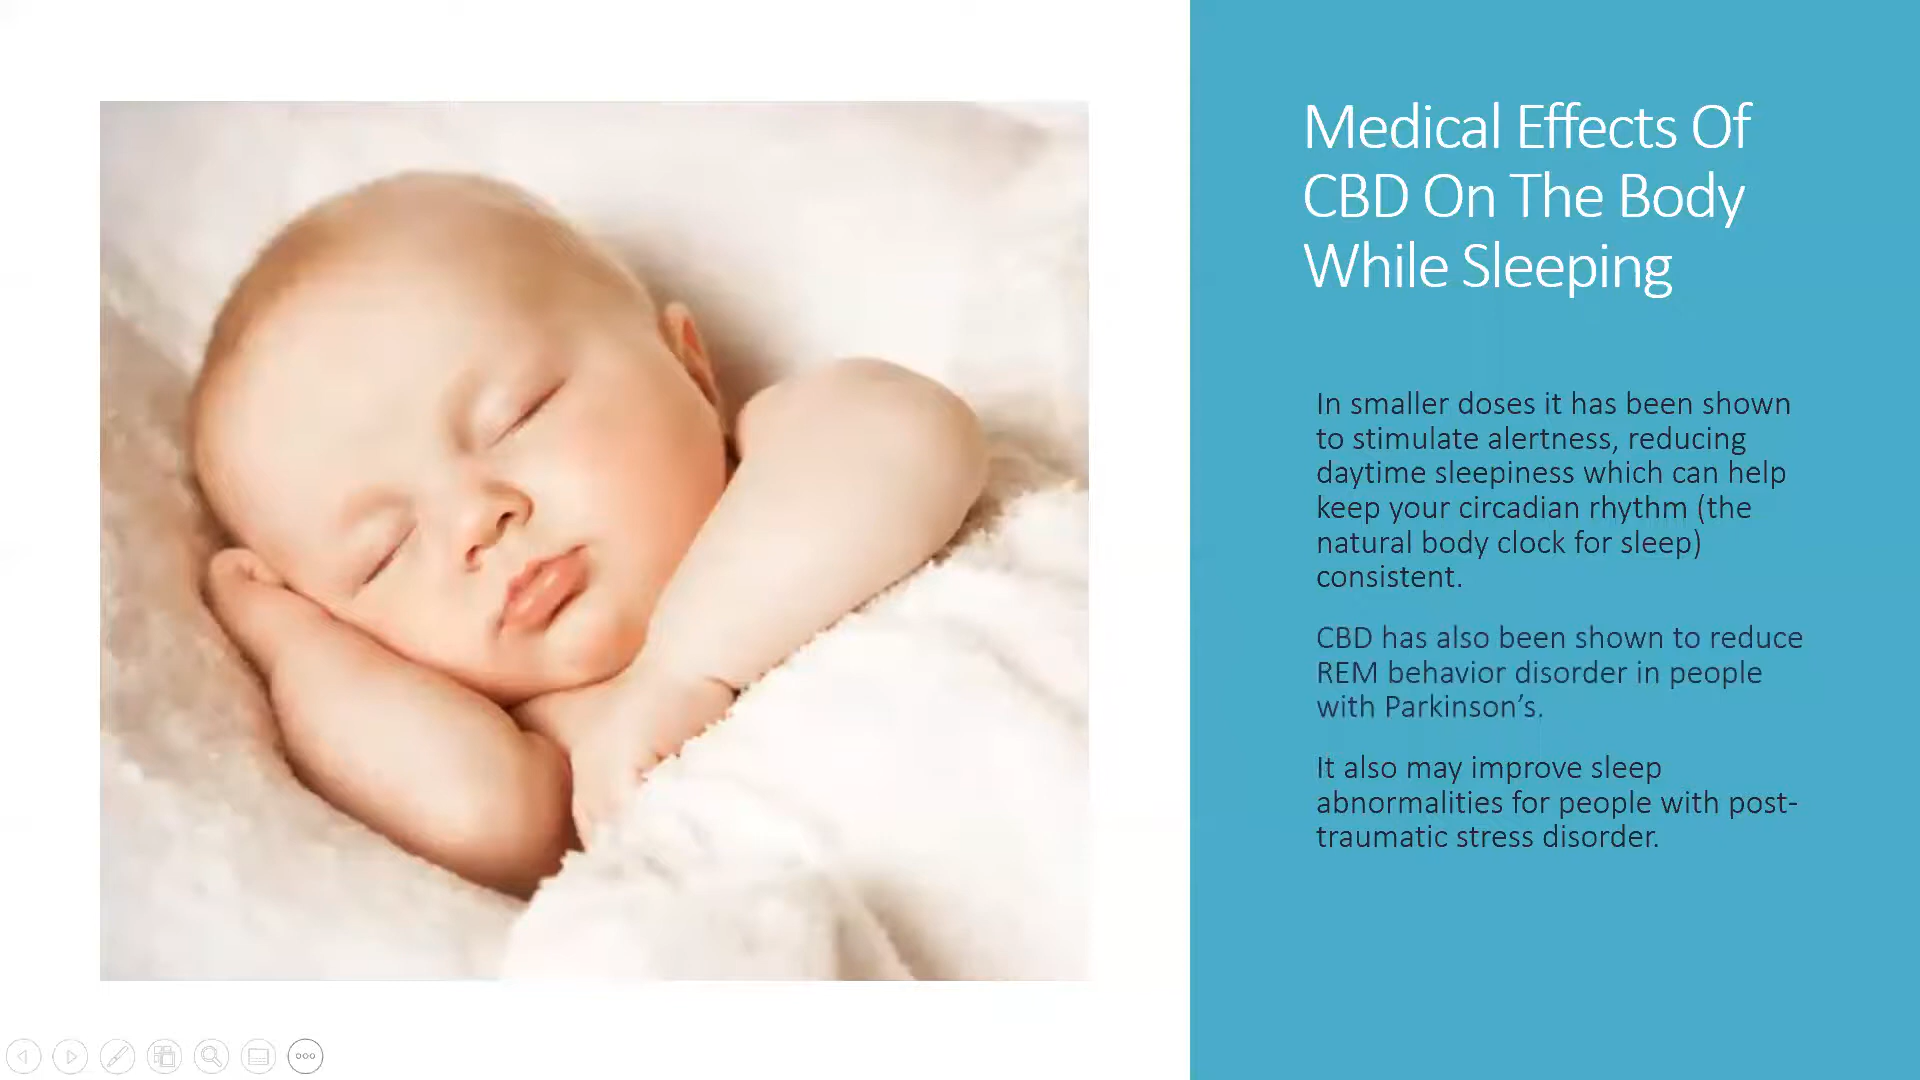 Medical Effects Of
CBD On The Body
While Sleeping
In smaller doses it has been shown
to stimulate alertness, reducing
daytime sleepiness which can help
keep your circadian rhythm (the
natural body clock for sleep)
consistent.
CBD has also been shown to reduce
REM behavior disorder in people
with Parkinson’s.
It also may improve sleep
abnormalities for people with post-
traumatic stress disorder.